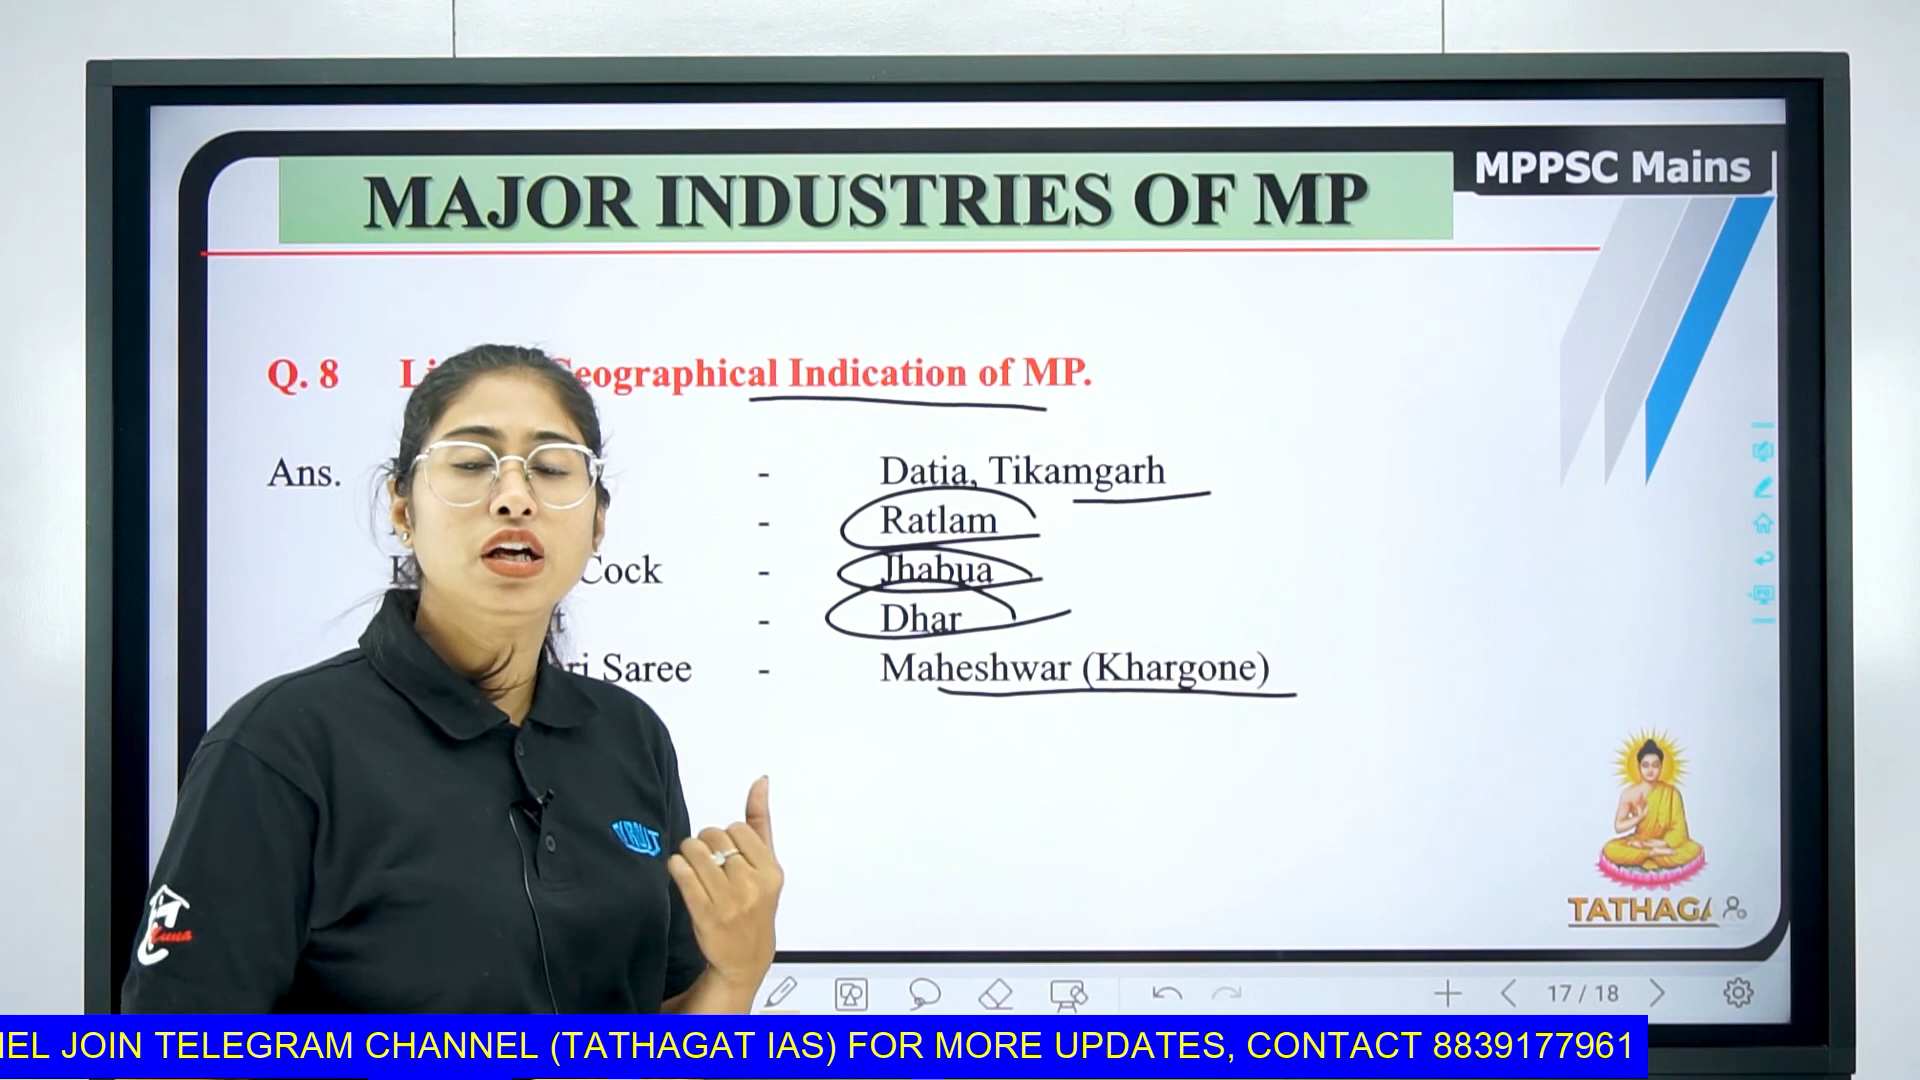 MPPSC Mains
MAJOR INDUSTRIES OF MP
Q. 8 Geographical Indication of MP.
Ans. - Datia, Tikamgarh
- Ratlam
Cock - Jhabua
- Dhar
Saree - Maheshwar (Khargone)
TATHAGA
17 / 18
JOIN TELEGRAM CHANNEL (TATHAGAT IAS) FOR MORE UPDATES, CONTACT 8839177961